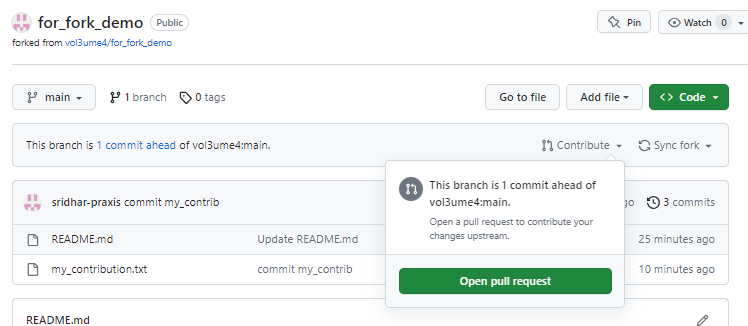 for_fork_demo Public Pin Watch 0
forked from vol3ume4/for_fork_demo
main 1 branch 0 tags Go to file Add file <> Code
This branch is 1 commit ahead of vol3ume4:main. Contribute Sync fork
This branch is 1 commit ahead of
vol3ume4:main.
Open a pull request to contribute your
changes upstream.
Open pull request
sridhar-praxis commit my_contrib go 3 commits
README.md Update README.md 25 minutes ago
my_contribution.txt commit my_contrib 10 minutes ago
README.md